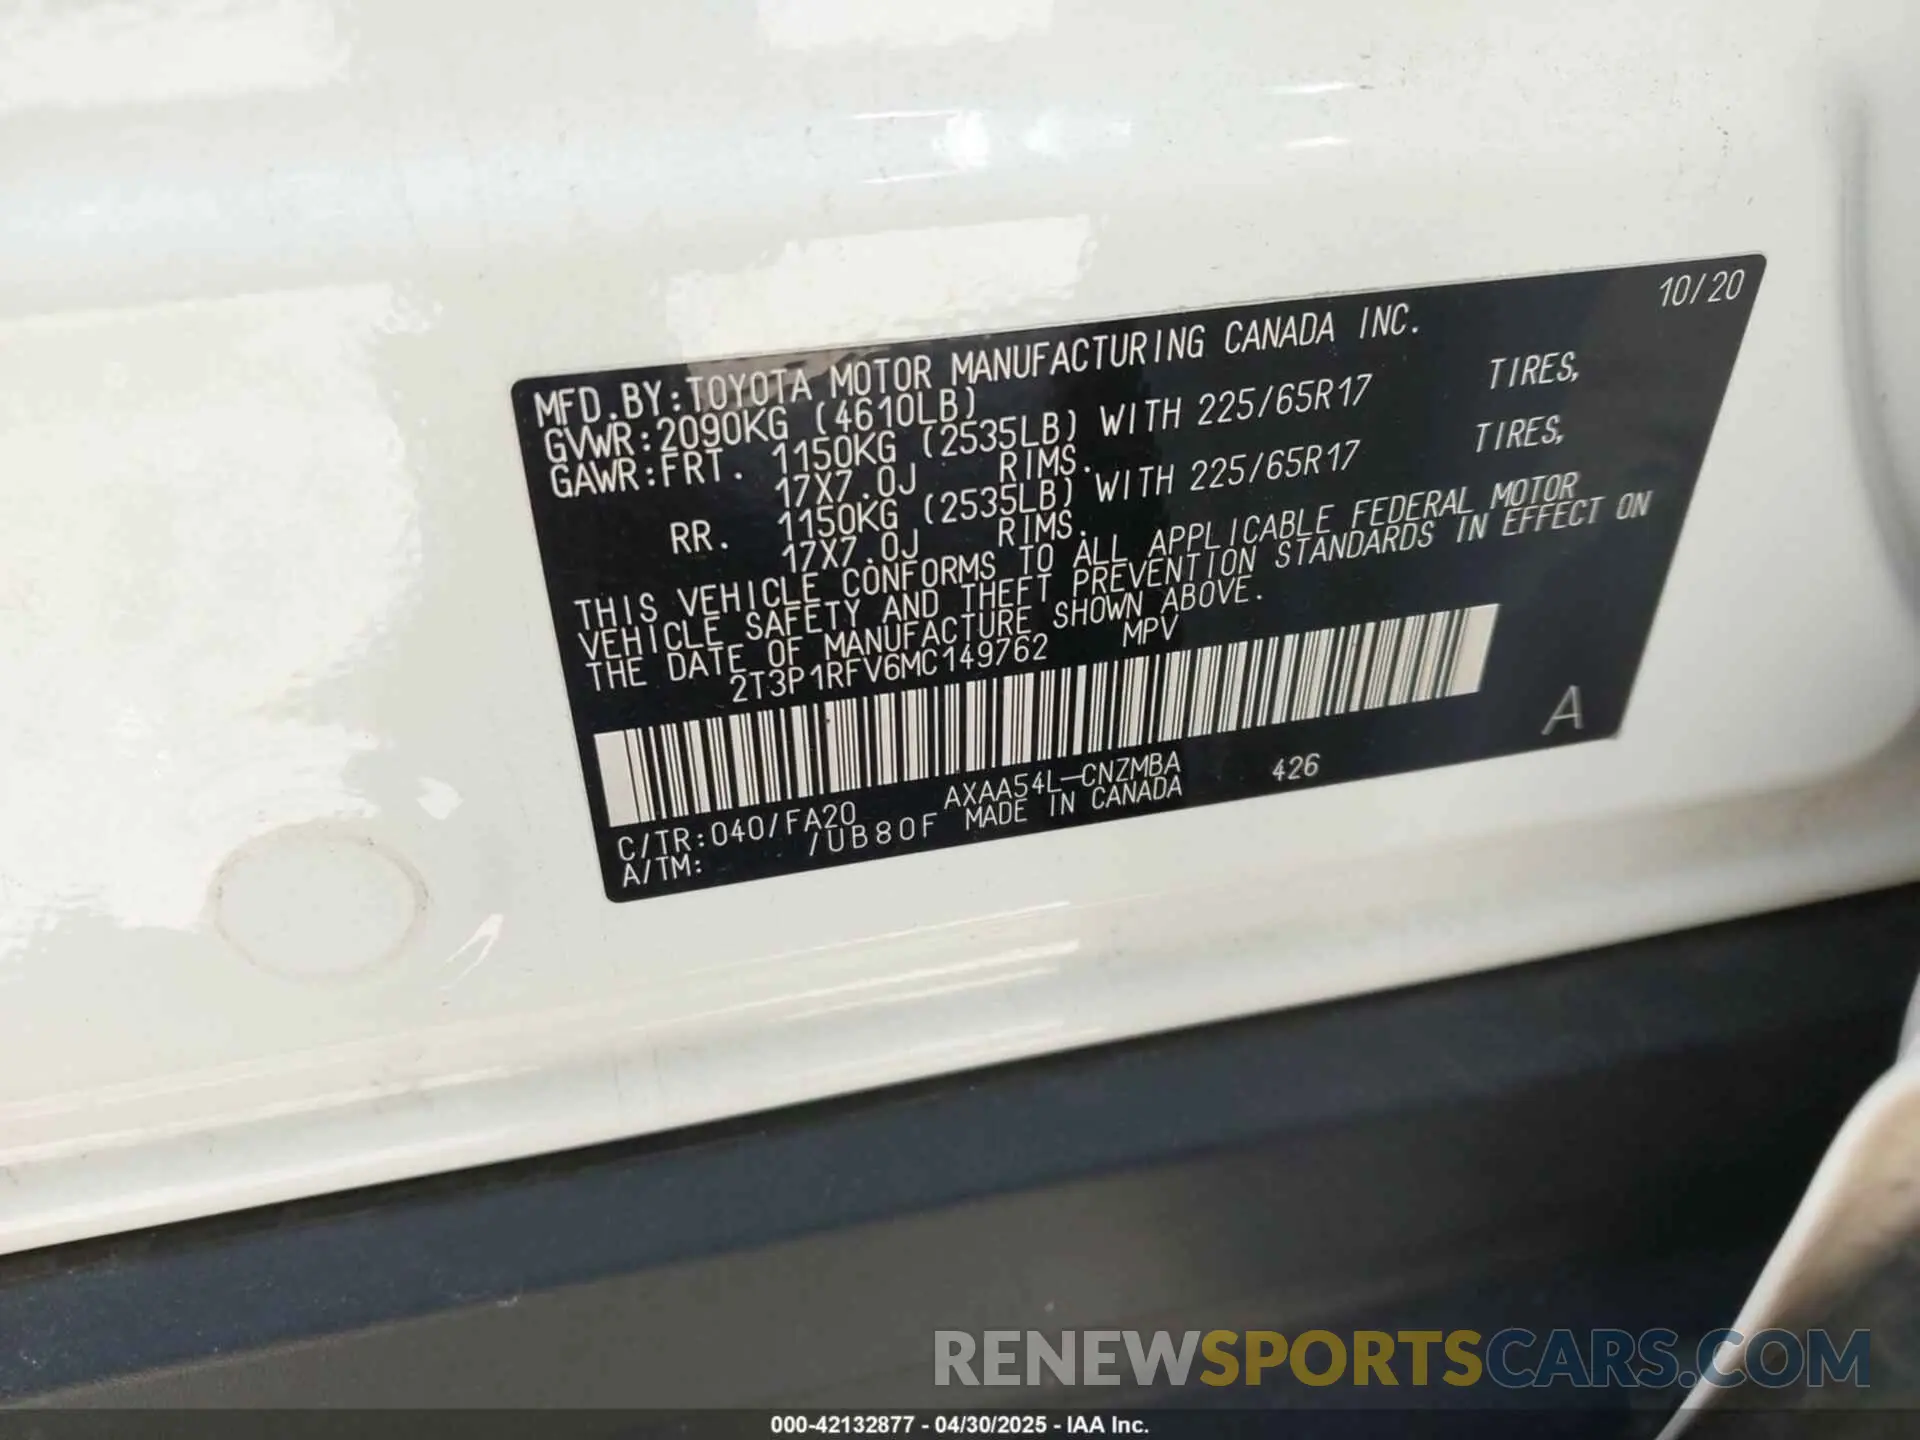 10/20
MFD.BY:TOYOTA MOTOR MANUFACTURING CANADA INC.
GVWR:2090KG (4610LB)
GAWR:FRT. 1150KG (2535LB) WITH 225/65R17 TIRES,
17X7.0J RIMS.
RR. 1150KG (2535LB) WITH 225/65R17 TIRES,
17X7.0J RIMS.
THIS VEHICLE CONFORMS TO ALL APPLICABLE FEDERAL MOTOR
VEHICLE SAFETY AND THEFT PREVENTION STANDARDS IN EFFECT ON
THE DATE OF MANUFACTURE SHOWN ABOVE.
2T3P1RFV6MC149762 MPV
A
C/TR:040/FA20 AXAA54L-CNZMBA 426
A/TM: /UB80F MADE IN CANADA
RENEWSPORTSCARS.COM
000-42132877 - 04/30/2025 - IAA Inc.